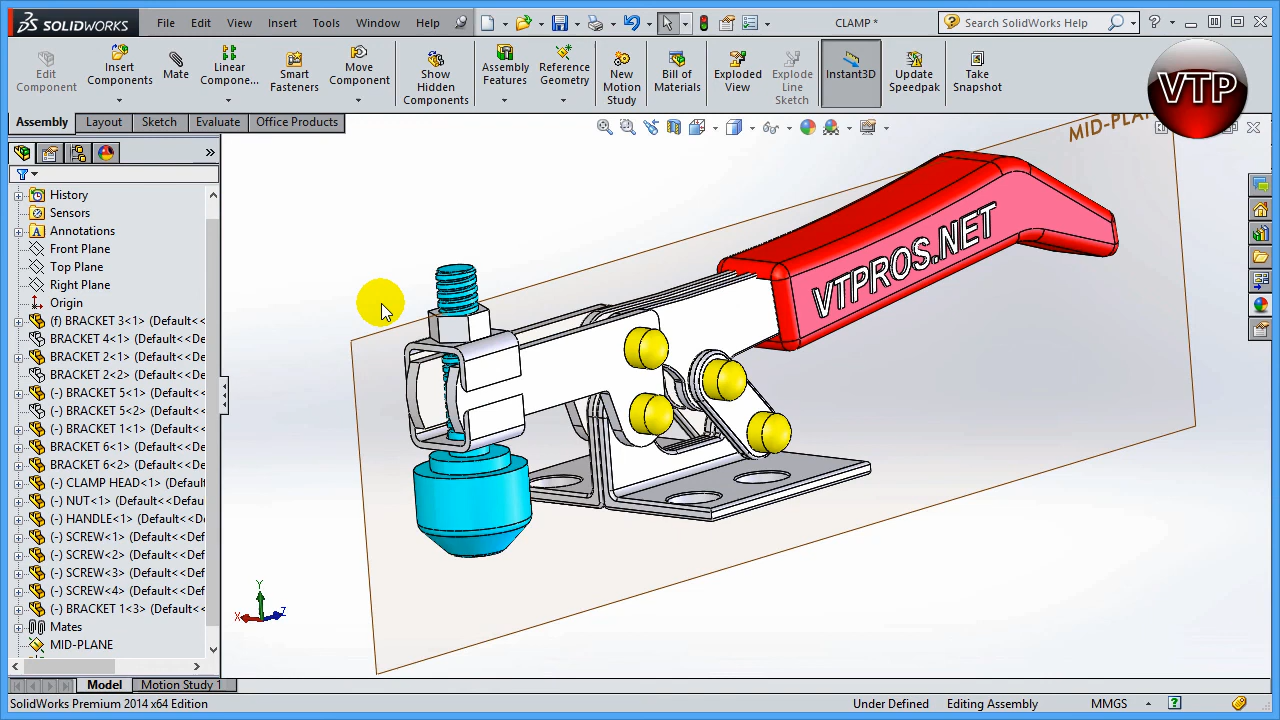 SOLIDWORKS File Edit View Insert Tools Window Help CLAMP * Search SolidWorks Help
Edit Component
Insert Components
Mate
Linear Compone...
Smart Fasteners
Move Component
Show Hidden Components
Assembly Features
Reference Geometry
New Motion Study
Bill of Materials
Exploded View
Explode Line Sketch
Instant3D
Update Speedpak
Take Snapshot
VTP
Assembly Layout Sketch Evaluate Office Products
MID-PLA
History
Sensors
Annotations
Front Plane
Top Plane
Right Plane
Origin
(f) BRACKET 3<1> (Default<<
BRACKET 4<1> (Default<<De
BRACKET 2<1> (Default<<De
BRACKET 2<2> (Default<<De
(-) BRACKET 5<1> (Default<<
(-) BRACKET 5<2> (Default<<
(-) BRACKET 1<1> (Default<<
BRACKET 6<1> (Default<<De
BRACKET 6<2> (Default<<De
(-) CLAMP HEAD<1> (Default
(-) NUT<1> (Default<<Defau
(-) HANDLE<1> (Default<<D
(-) SCREW<1> (Default<<Def
(-) SCREW<2> (Default<<Def
(-) SCREW<3> (Default<<Def
(-) SCREW<4> (Default<<Def
(-) BRACKET 1<3> (Default<<
Mates
MID-PLANE
VTPROS.NET
Y
X Z
Model Motion Study 1
SolidWorks Premium 2014 x64 Edition Under Defined Editing Assembly MMGS